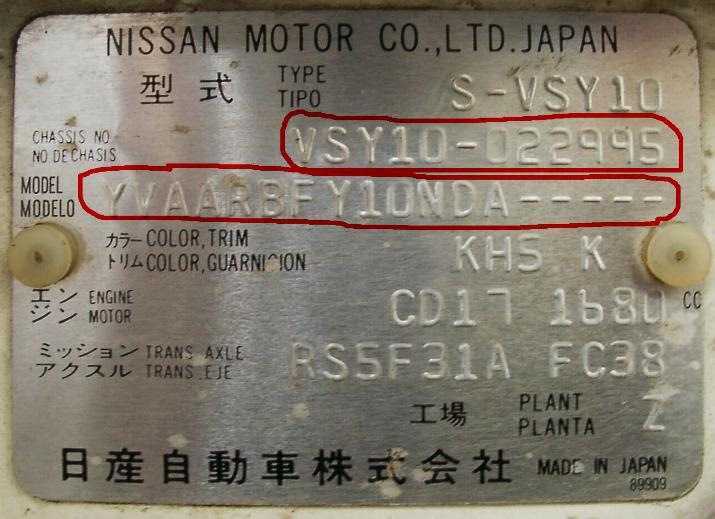 NISSAN MOTOR CO.,LTD.JAPAN
型式 TYPE TIPO S-VSY10
CHASSIS NO NO.DE CHASIS VSY10-022995
MODEL MODELO YVAARBFY10NDA-----
カラー COLOR,TRIM
トリム COLOR,GUARNICION KH5 K
エンジン ENGINE MOTOR CD17 1680 CC
ミッション TRANS AXLE
アクスル TRANS EJE RS5F31A FC38
工場 PLANT PLANTA Z
日産自動車株式会社 MADE IN JAPAN
89909